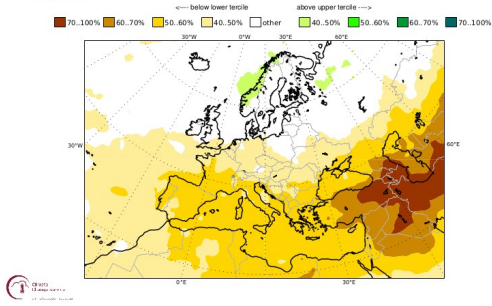 <---- below lower tercile above upper tercile ---->
70..100% 60..70% 50..60% 40..50% other 40..50% 50..60% 60..70% 70..100%
30°W 0°W 30°E 60°E
30°W 60°E
0°E 30°E
Climate